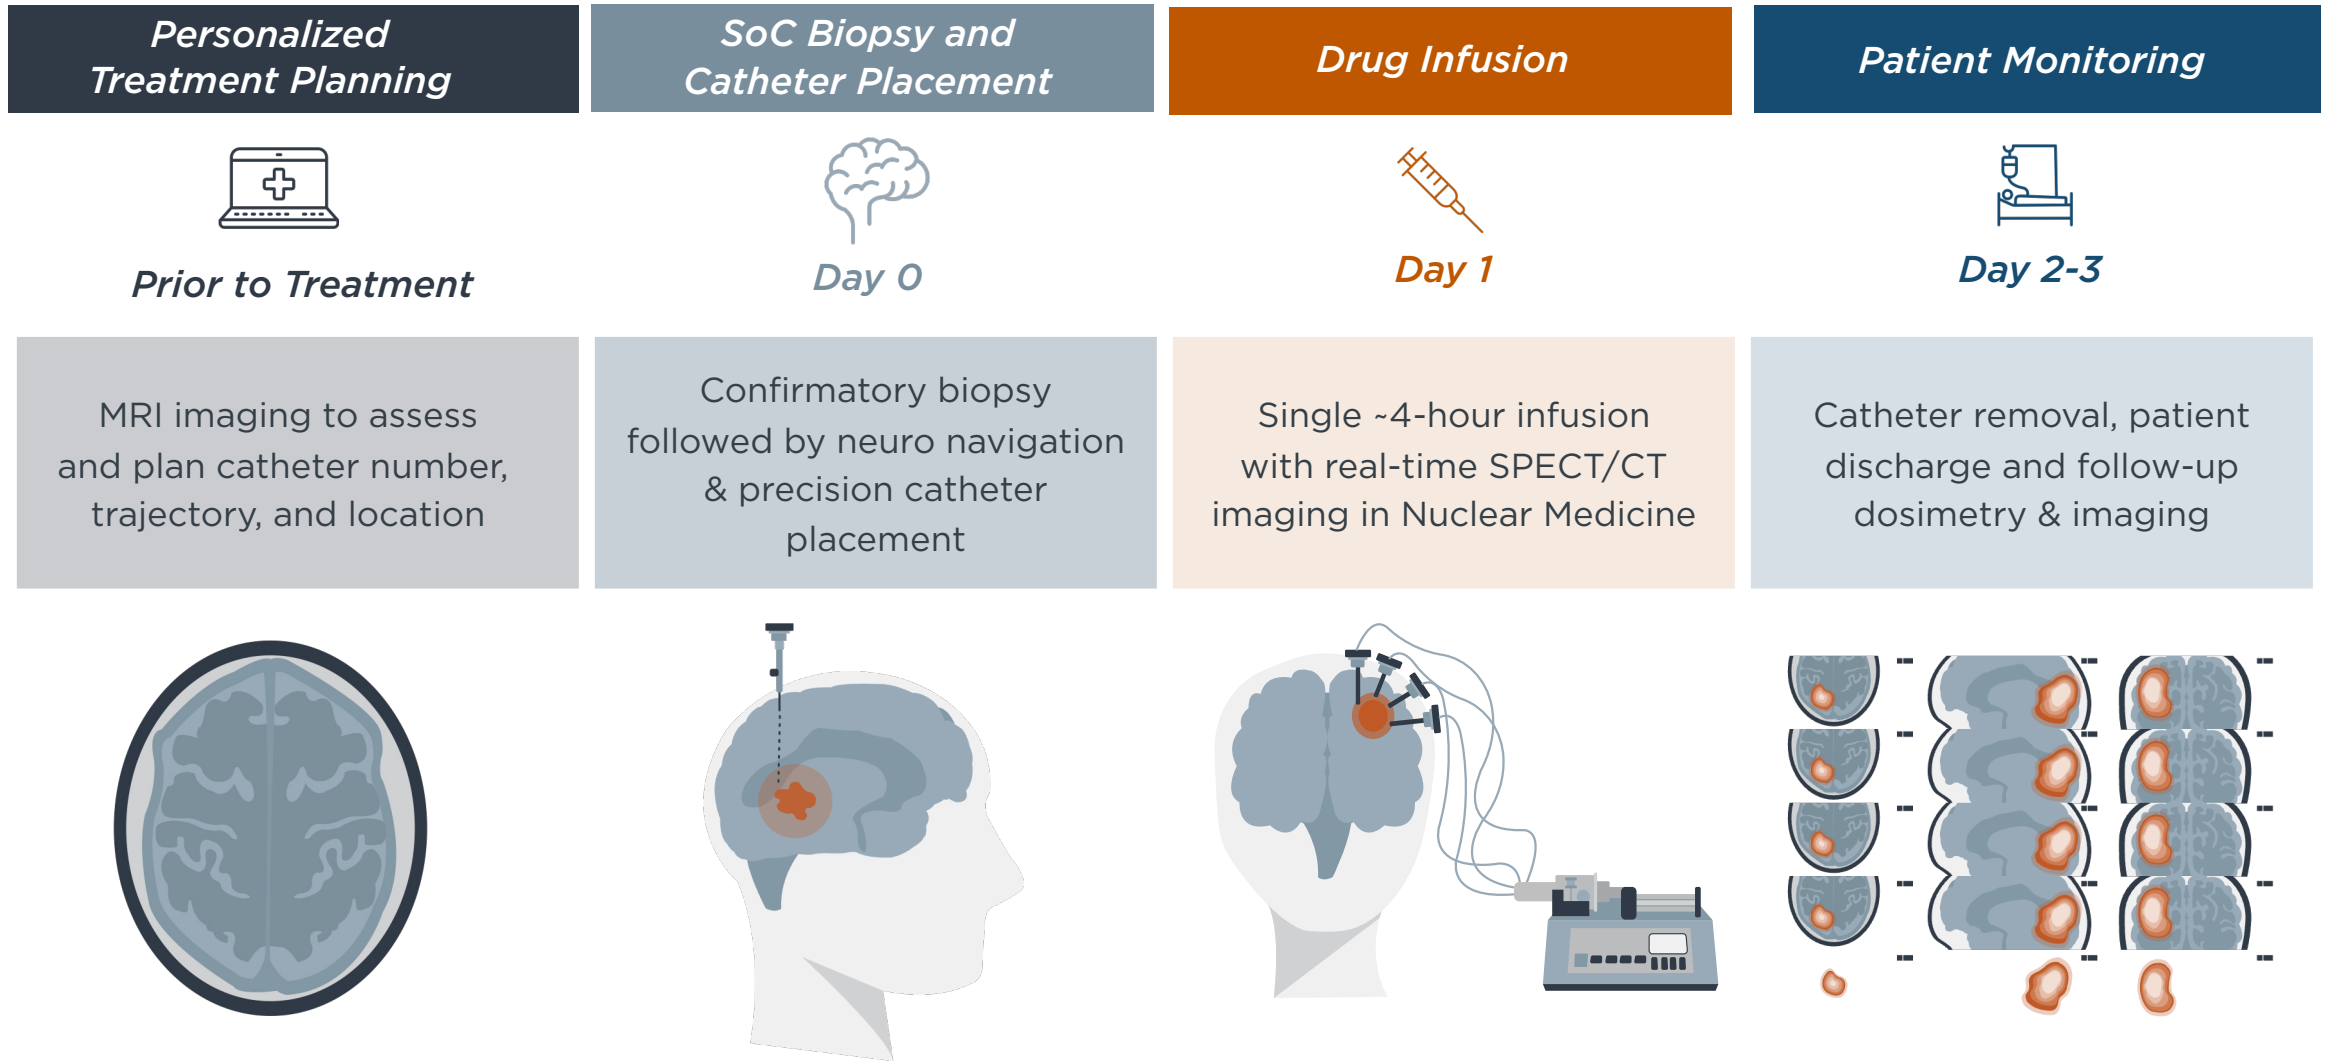 Personalized
Treatment Planning
SoC Biopsy and
Catheter Placement
Drug Infusion
Patient Monitoring
Prior to Treatment
Day 0
Day 1
Day 2-3
MRI imaging to assess
and plan catheter number,
trajectory, and location
Confirmatory biopsy
followed by neuro navigation
& precision catheter
placement
Single ~4-hour infusion
with real-time SPECT/CT
imaging in Nuclear Medicine
Catheter removal, patient
discharge and follow-up
dosimetry & imaging